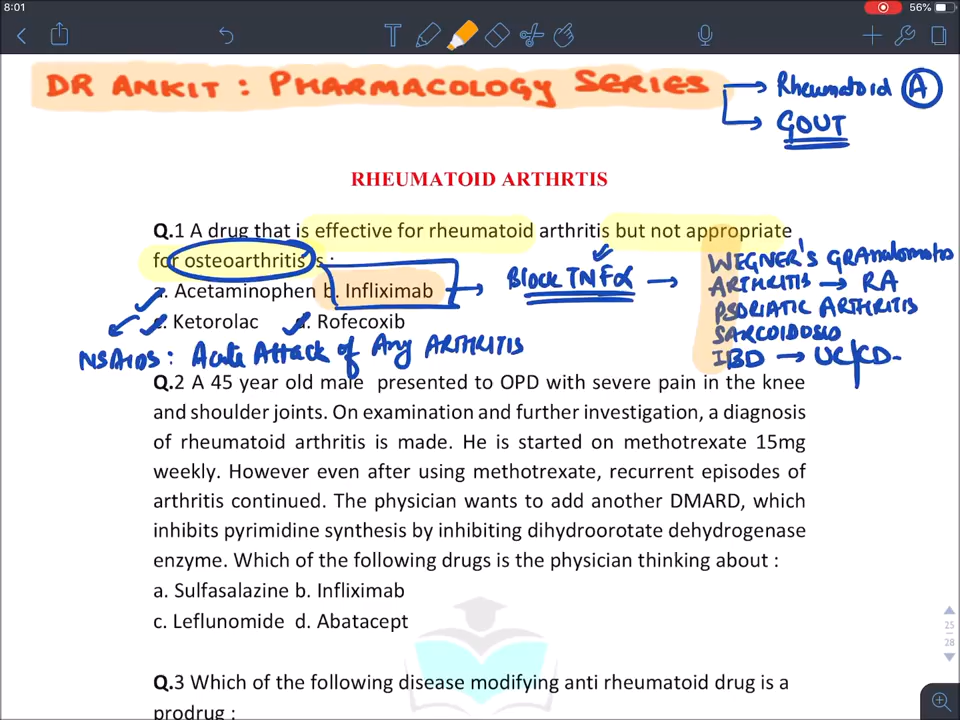 8:01
56%
T
DR ANKIT : PHARMACOLOGY SERIES
Rheumatoid A
GOUT
RHEUMATOID ARTHRTIS
Q.1 A drug that is effective for rheumatoid arthritis but not appropriate
for osteoarthritis is :
a. Acetaminophen b. Infliximab
c. Ketorolac d. Rofecoxib
Block TNFα
WEGNER'S GRANulomato
ARTHRITIS → RA
PSORIATIC ARTHRITIS
SARCOIDOSIS
IBD → UC/CD
NSAIDS : Acute Attack of Any ARTHRITIS
Q.2 A 45 year old male presented to OPD with severe pain in the knee
and shoulder joints. On examination and further investigation, a diagnosis
of rheumatoid arthritis is made. He is started on methotrexate 15mg
weekly. However even after using methotrexate, recurrent episodes of
arthritis continued. The physician wants to add another DMARD, which
inhibits pyrimidine synthesis by inhibiting dihydroorotate dehydrogenase
enzyme. Which of the following drugs is the physician thinking about :
a. Sulfasalazine b. Infliximab
c. Leflunomide d. Abatacept
25
28
Q.3 Which of the following disease modifying anti rheumatoid drug is a
prodrug :